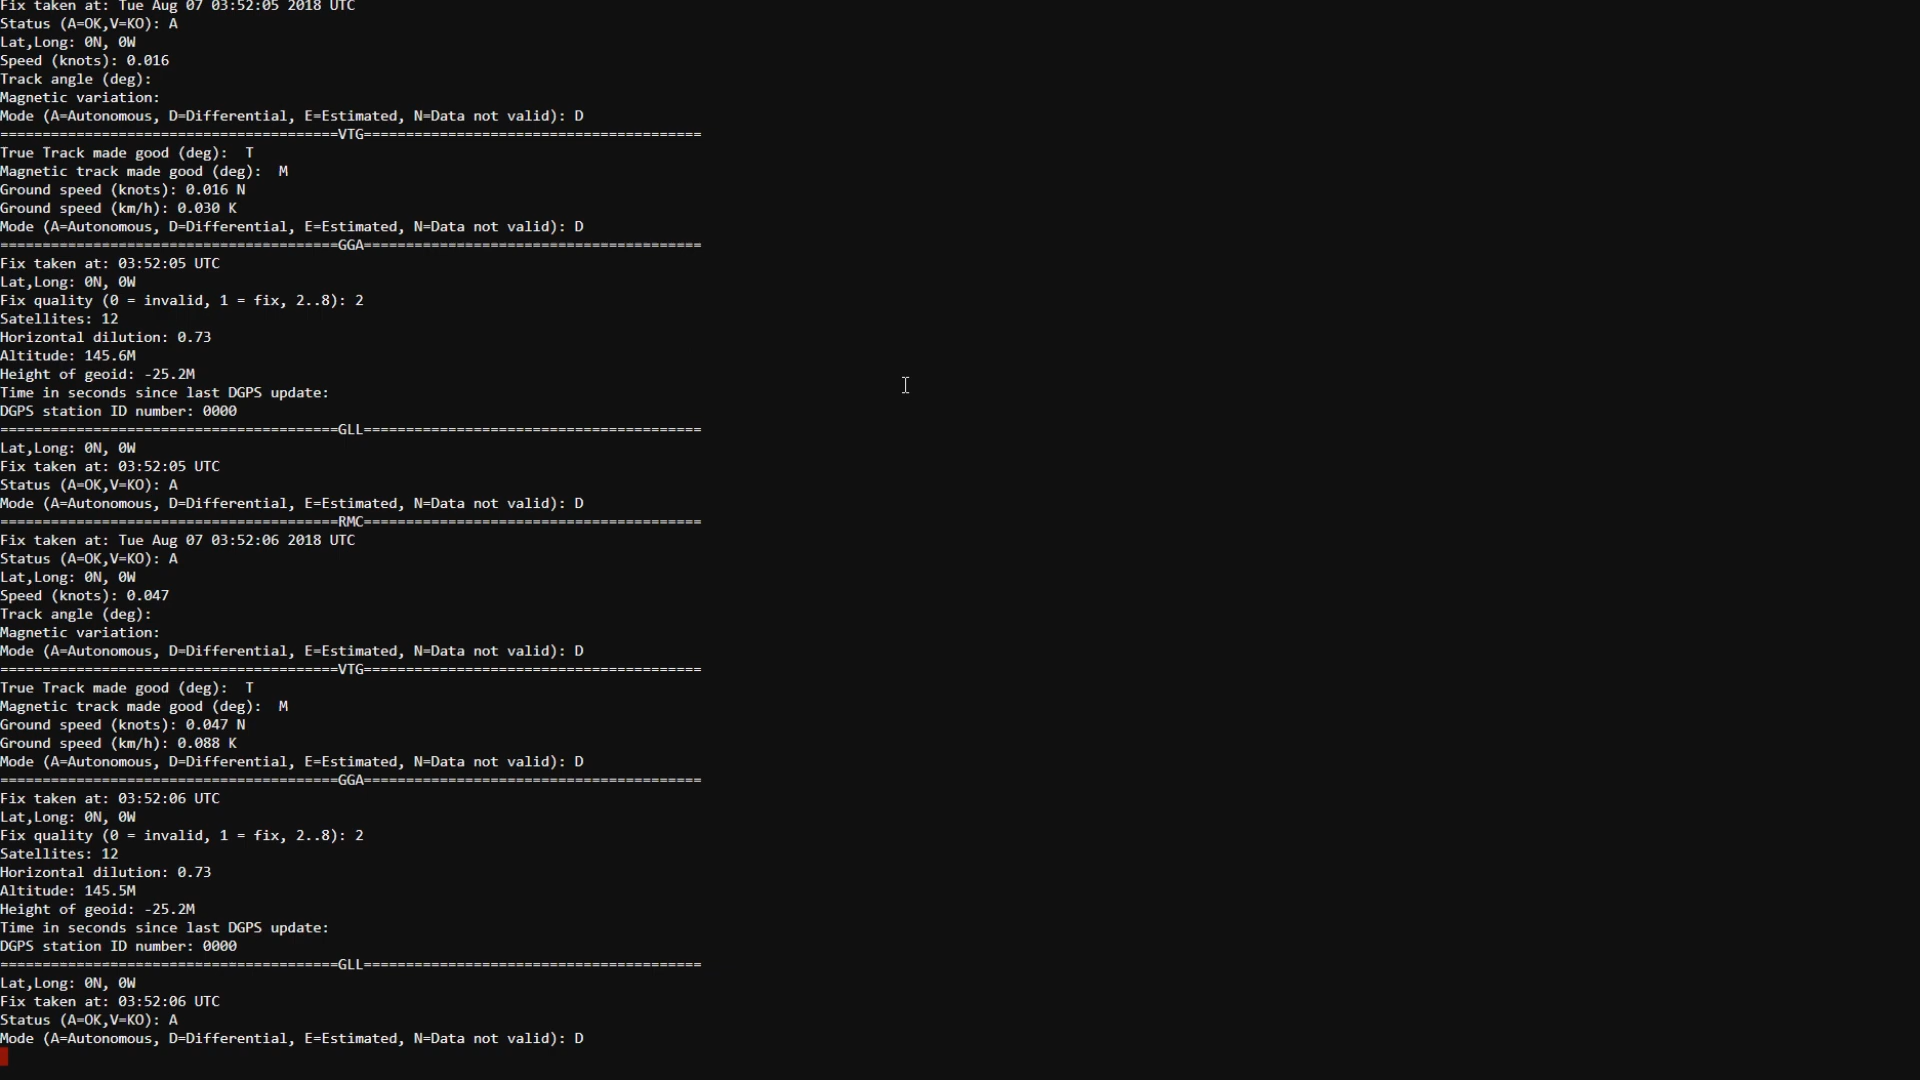 Fix taken at: Tue Aug 07 03:52:05 2018 UTC
Status (A=OK,V=KO): A
Lat,Long: 0N, 0W
Speed (knots): 0.016
Track angle (deg):
Magnetic variation:
Mode (A=Autonomous, D=Differential, E=Estimated, N=Data not valid): D
========================================VTG========================================
True Track made good (deg):  T
Magnetic track made good (deg):  M
Ground speed (knots): 0.016 N
Ground speed (km/h): 0.030 K
Mode (A=Autonomous, D=Differential, E=Estimated, N=Data not valid): D
========================================GGA========================================
Fix taken at: 03:52:05 UTC
Lat,Long: 0N, 0W
Fix quality (0 = invalid, 1 = fix, 2..8): 2
Satellites: 12
Horizontal dilution: 0.73
Altitude: 145.6M
Height of geoid: -25.2M
Time in seconds since last DGPS update:
DGPS station ID number: 0000
========================================GLL========================================
Lat,Long: 0N, 0W
Fix taken at: 03:52:05 UTC
Status (A=OK,V=KO): A
Mode (A=Autonomous, D=Differential, E=Estimated, N=Data not valid): D
========================================RMC========================================
Fix taken at: Tue Aug 07 03:52:06 2018 UTC
Status (A=OK,V=KO): A
Lat,Long: 0N, 0W
Speed (knots): 0.047
Track angle (deg):
Magnetic variation:
Mode (A=Autonomous, D=Differential, E=Estimated, N=Data not valid): D
========================================VTG========================================
True Track made good (deg):  T
Magnetic track made good (deg):  M
Ground speed (knots): 0.047 N
Ground speed (km/h): 0.088 K
Mode (A=Autonomous, D=Differential, E=Estimated, N=Data not valid): D
========================================GGA========================================
Fix taken at: 03:52:06 UTC
Lat,Long: 0N, 0W
Fix quality (0 = invalid, 1 = fix, 2..8): 2
Satellites: 12
Horizontal dilution: 0.73
Altitude: 145.5M
Height of geoid: -25.2M
Time in seconds since last DGPS update:
DGPS station ID number: 0000
========================================GLL========================================
Lat,Long: 0N, 0W
Fix taken at: 03:52:06 UTC
Status (A=OK,V=KO): A
Mode (A=Autonomous, D=Differential, E=Estimated, N=Data not valid): D